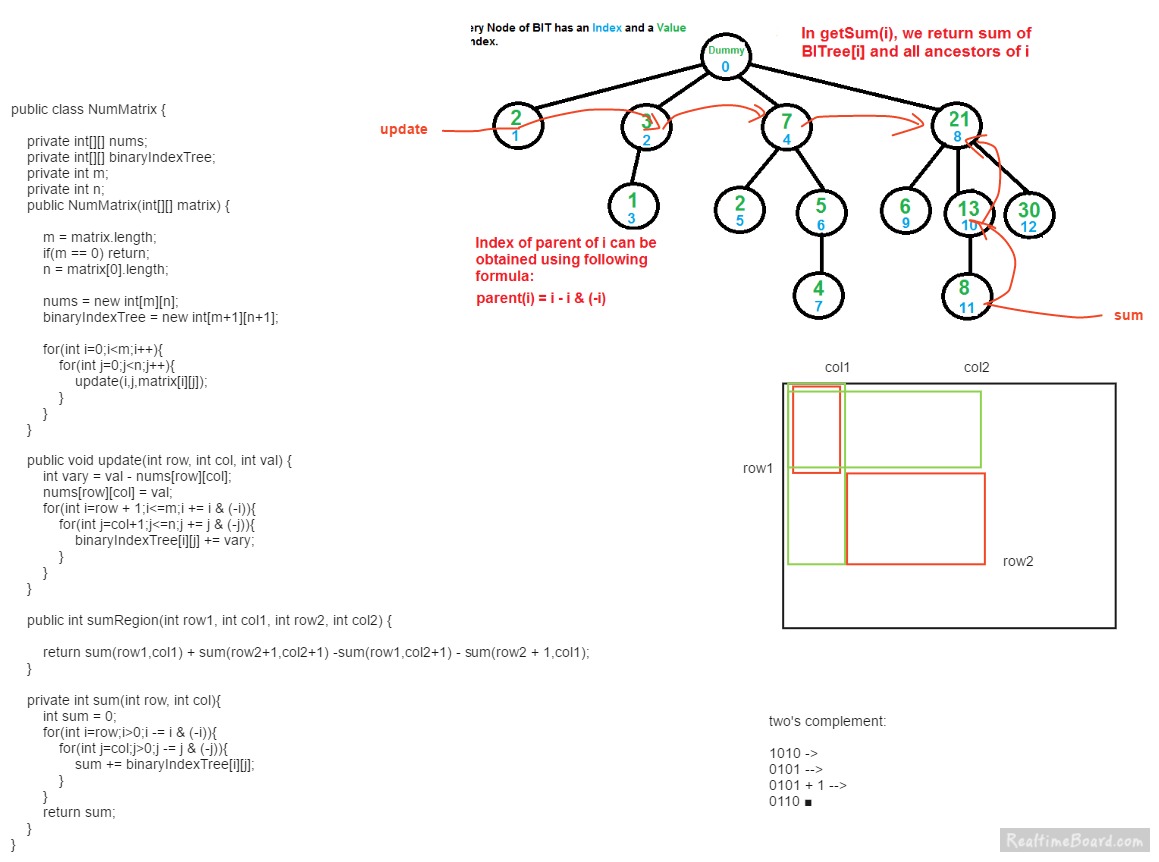 ery Node of BIT has an Index and a Value
ndex.
In getSum(i), we return sum of
BITree[i] and all ancestors of i
Dummy
0
update
2
1
3
2
7
4
21
8
1
3
2
5
5
6
6
9
13
10
30
12
4
7
8
11
sum
Index of parent of i can be
obtained using following
formula:
parent(i) = i - i & (-i)
public class NumMatrix {
private int[][] nums;
private int[][] binaryIndexTree;
private int m;
private int n;
public NumMatrix(int[][] matrix) {
m = matrix.length;
if(m == 0) return;
n = matrix[0].length;
nums = new int[m][n];
binaryIndexTree = new int[m+1][n+1];
for(int i=0;i<m;i++){
for(int j=0;j<n;j++){
update(i,j,matrix[i][j]);
}
}
}
public void update(int row, int col, int val) {
int vary = val - nums[row][col];
nums[row][col] = val;
for(int i=row + 1;i<=m;i += i & (-i)){
for(int j=col+1;j<=n;j += j & (-j)){
binaryIndexTree[i][j] += vary;
}
}
}
public int sumRegion(int row1, int col1, int row2, int col2) {
return sum(row1,col1) + sum(row2+1,col2+1) -sum(row1,col2+1) - sum(row2 + 1,col1);
}
private int sum(int row, int col){
int sum = 0;
for(int i=row;i>0;i -= i & (-i)){
for(int j=col;j>0;j -= j & (-j)){
sum += binaryIndexTree[i][j];
}
}
return sum;
}
}
col1 col2
row1
row2
two's complement:
1010 ->
0101 -->
0101 + 1 -->
0110 ■
RealtimeBoard.com